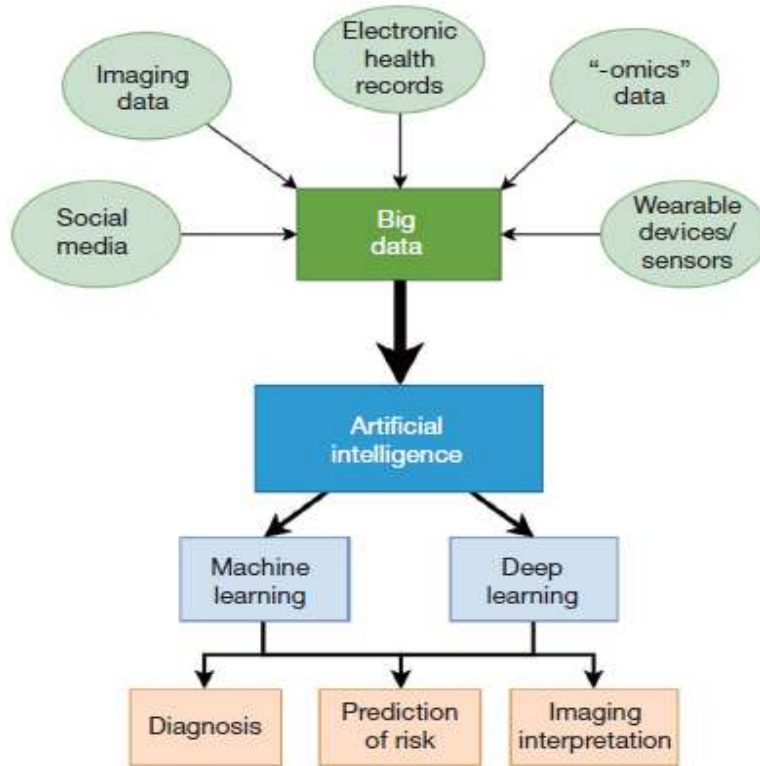 Imaging
data
Electronic
health
records
“-omics”
data
Social
media
Big
data
Wearable
devices/
sensors
Artificial
intelligence
Machine
learning
Deep
learning
Diagnosis
Prediction
of risk
Imaging
interpretation